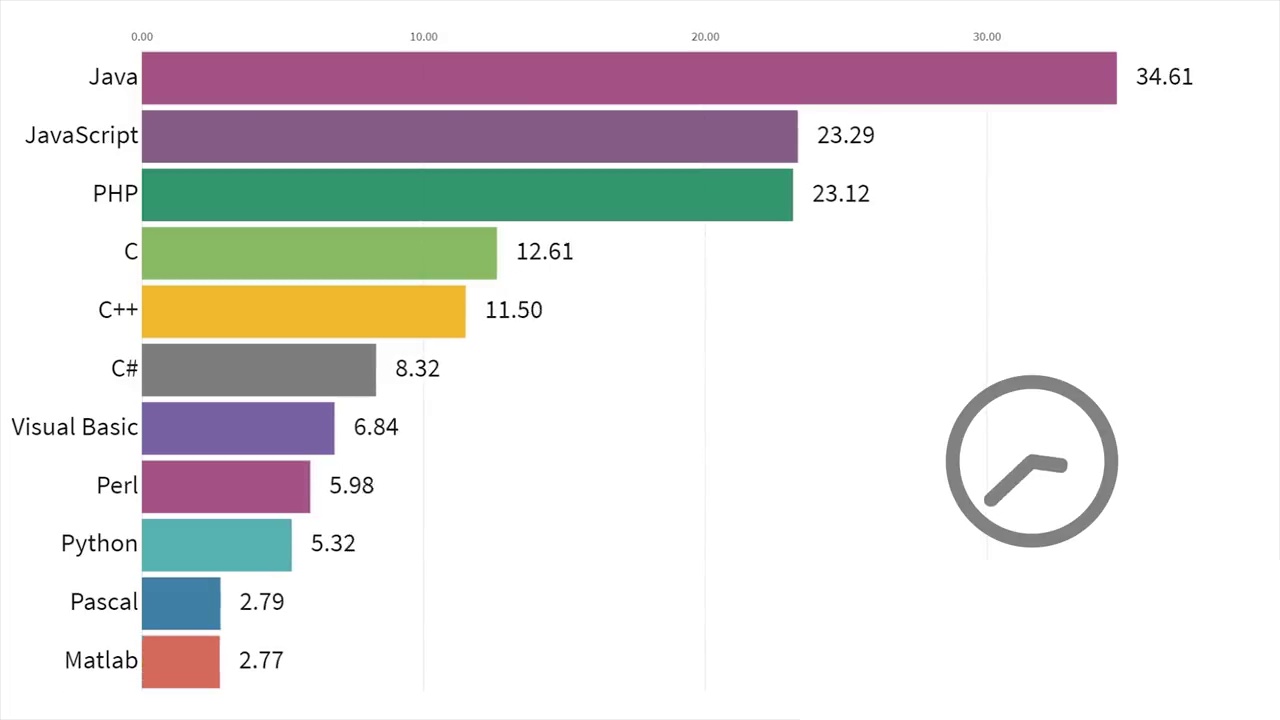 0.00 10.00 20.00 30.00
Java 34.61
JavaScript 23.29
PHP 23.12
C 12.61
C++ 11.50
C# 8.32
Visual Basic 6.84
Perl 5.98
Python 5.32
Pascal 2.79
Matlab 2.77